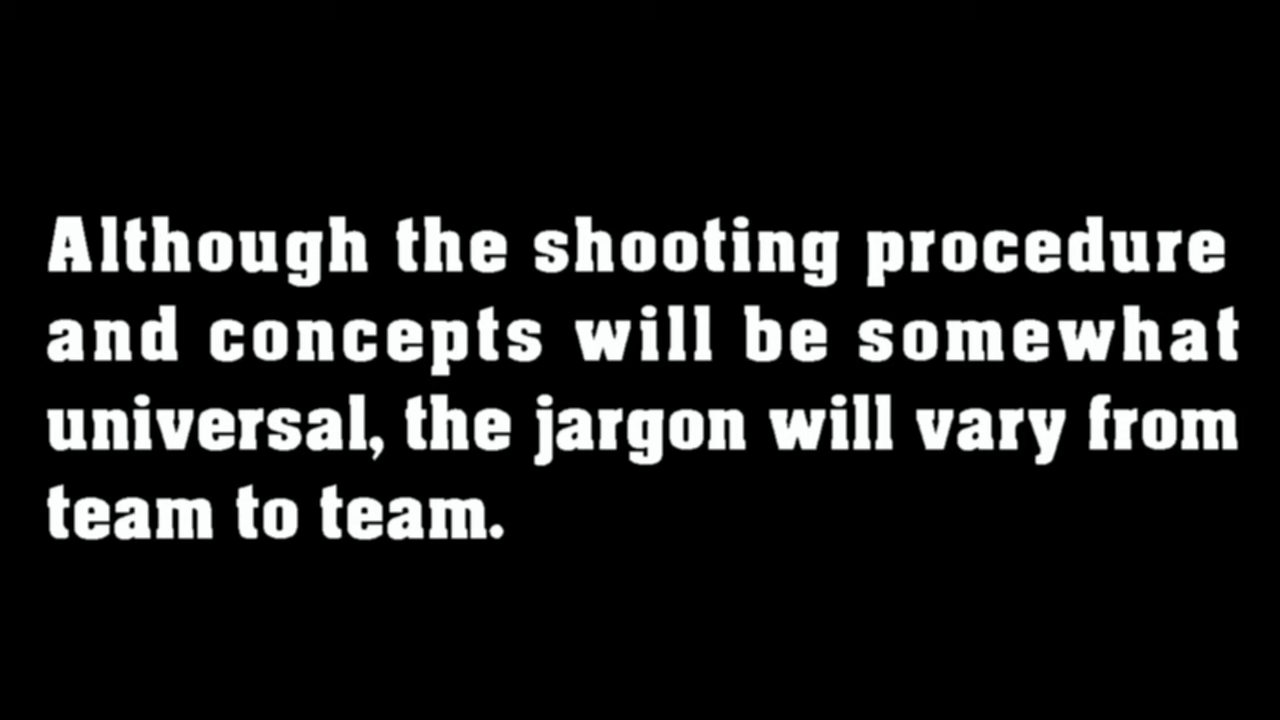 Although the shooting procedure
and concepts will be somewhat
universal, the jargon will vary from
team to team.